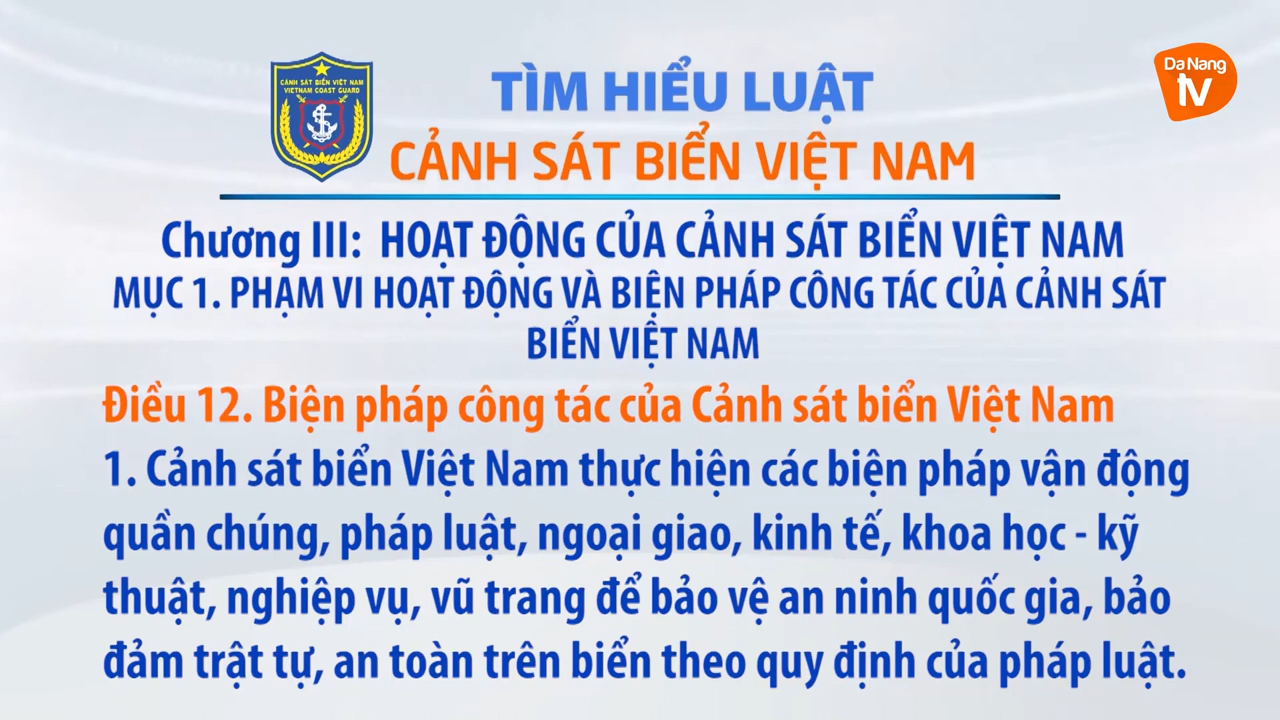 CẢNH SÁT BIỂN VIỆT NAM
VIETNAM COAST GUARD
TÌM HIỂU LUẬT
CẢNH SÁT BIỂN VIỆT NAM
Da Nang
tv
Chương III: HOẠT ĐỘNG CỦA CẢNH SÁT BIỂN VIỆT NAM
MỤC 1. PHẠM VI HOẠT ĐỘNG VÀ BIỆN PHÁP CÔNG TÁC CỦA CẢNH SÁT
BIỂN VIỆT NAM
Điều 12. Biện pháp công tác của Cảnh sát biển Việt Nam
1. Cảnh sát biển Việt Nam thực hiện các biện pháp vận động
quần chúng, pháp luật, ngoại giao, kinh tế, khoa học - kỹ
thuật, nghiệp vụ, vũ trang để bảo vệ an ninh quốc gia, bảo
đảm trật tự, an toàn trên biển theo quy định của pháp luật.